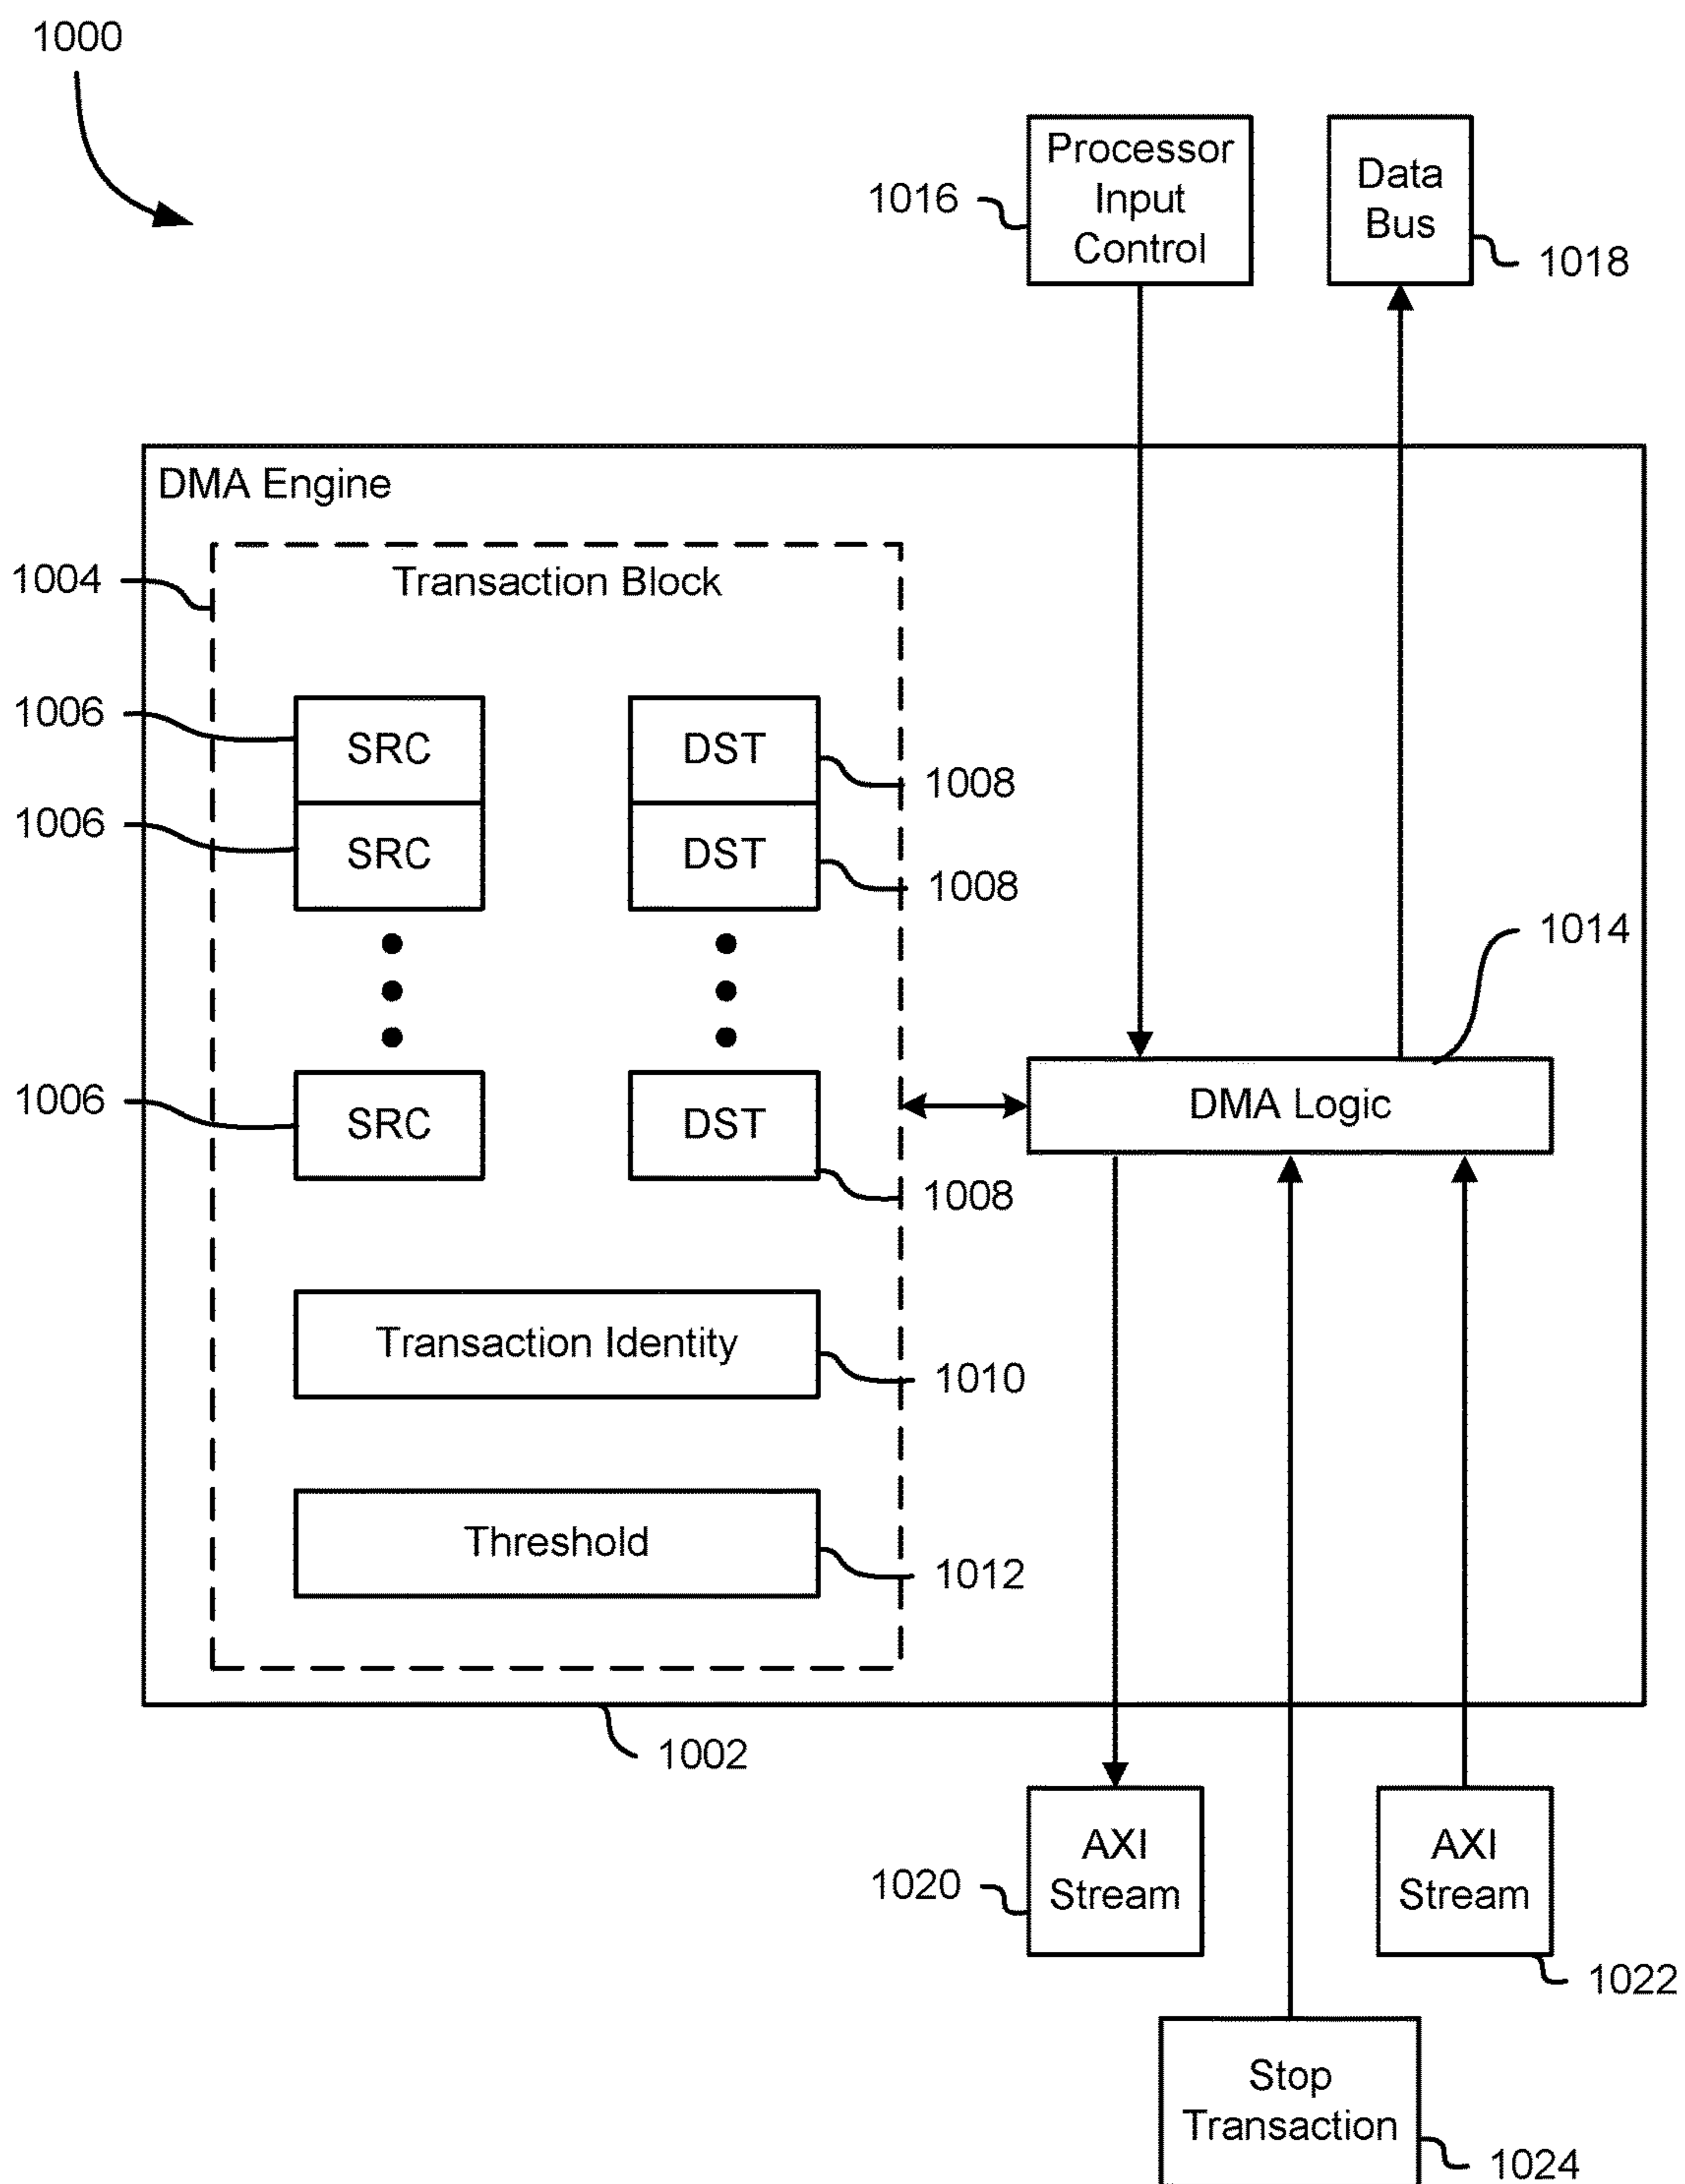 1000
Processor
Input
Control
1016
Data
Bus
1018
DMA Engine
1004
Transaction Block
1006
SRC
DST
1008
1006
SRC
DST
1008
1014
1006
SRC
DST
1008
DMA Logic
Transaction Identity
1010
Threshold
1012
1002
AXI
Stream
1020
AXI
Stream
1022
Stop
Transaction
1024